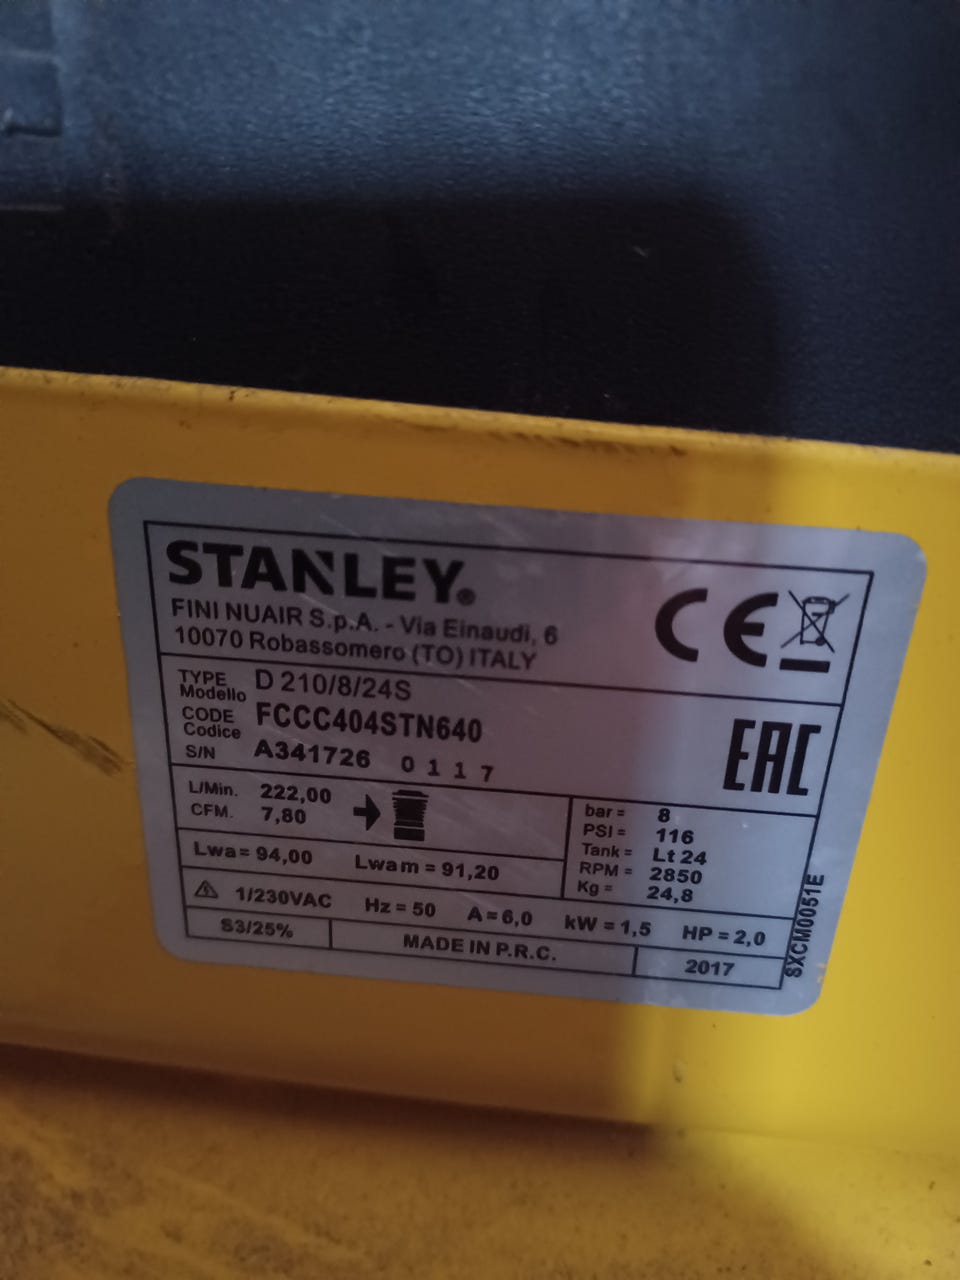 STANLEY®
FINI NUAIR S.p.A. - Via Einaudi, 6
10070 Robassomero (TO) ITALY
CE
TYPE
Modello D 210/8/24S
CODE
Codice FCCC404STN640
S/N A341726 0117
EAC
L/Min. 222,00
CFM. 7,80
bar = 8
PSI = 116
Tank = Lt 24
RPM = 2850
Kg = 24,8
Lwa = 94,00 Lwam = 91,20
1/230VAC Hz = 50 A = 6,0 kW = 1,5 HP = 2,0
S3/25% MADE IN P.R.C. 2017
SXCM0051E